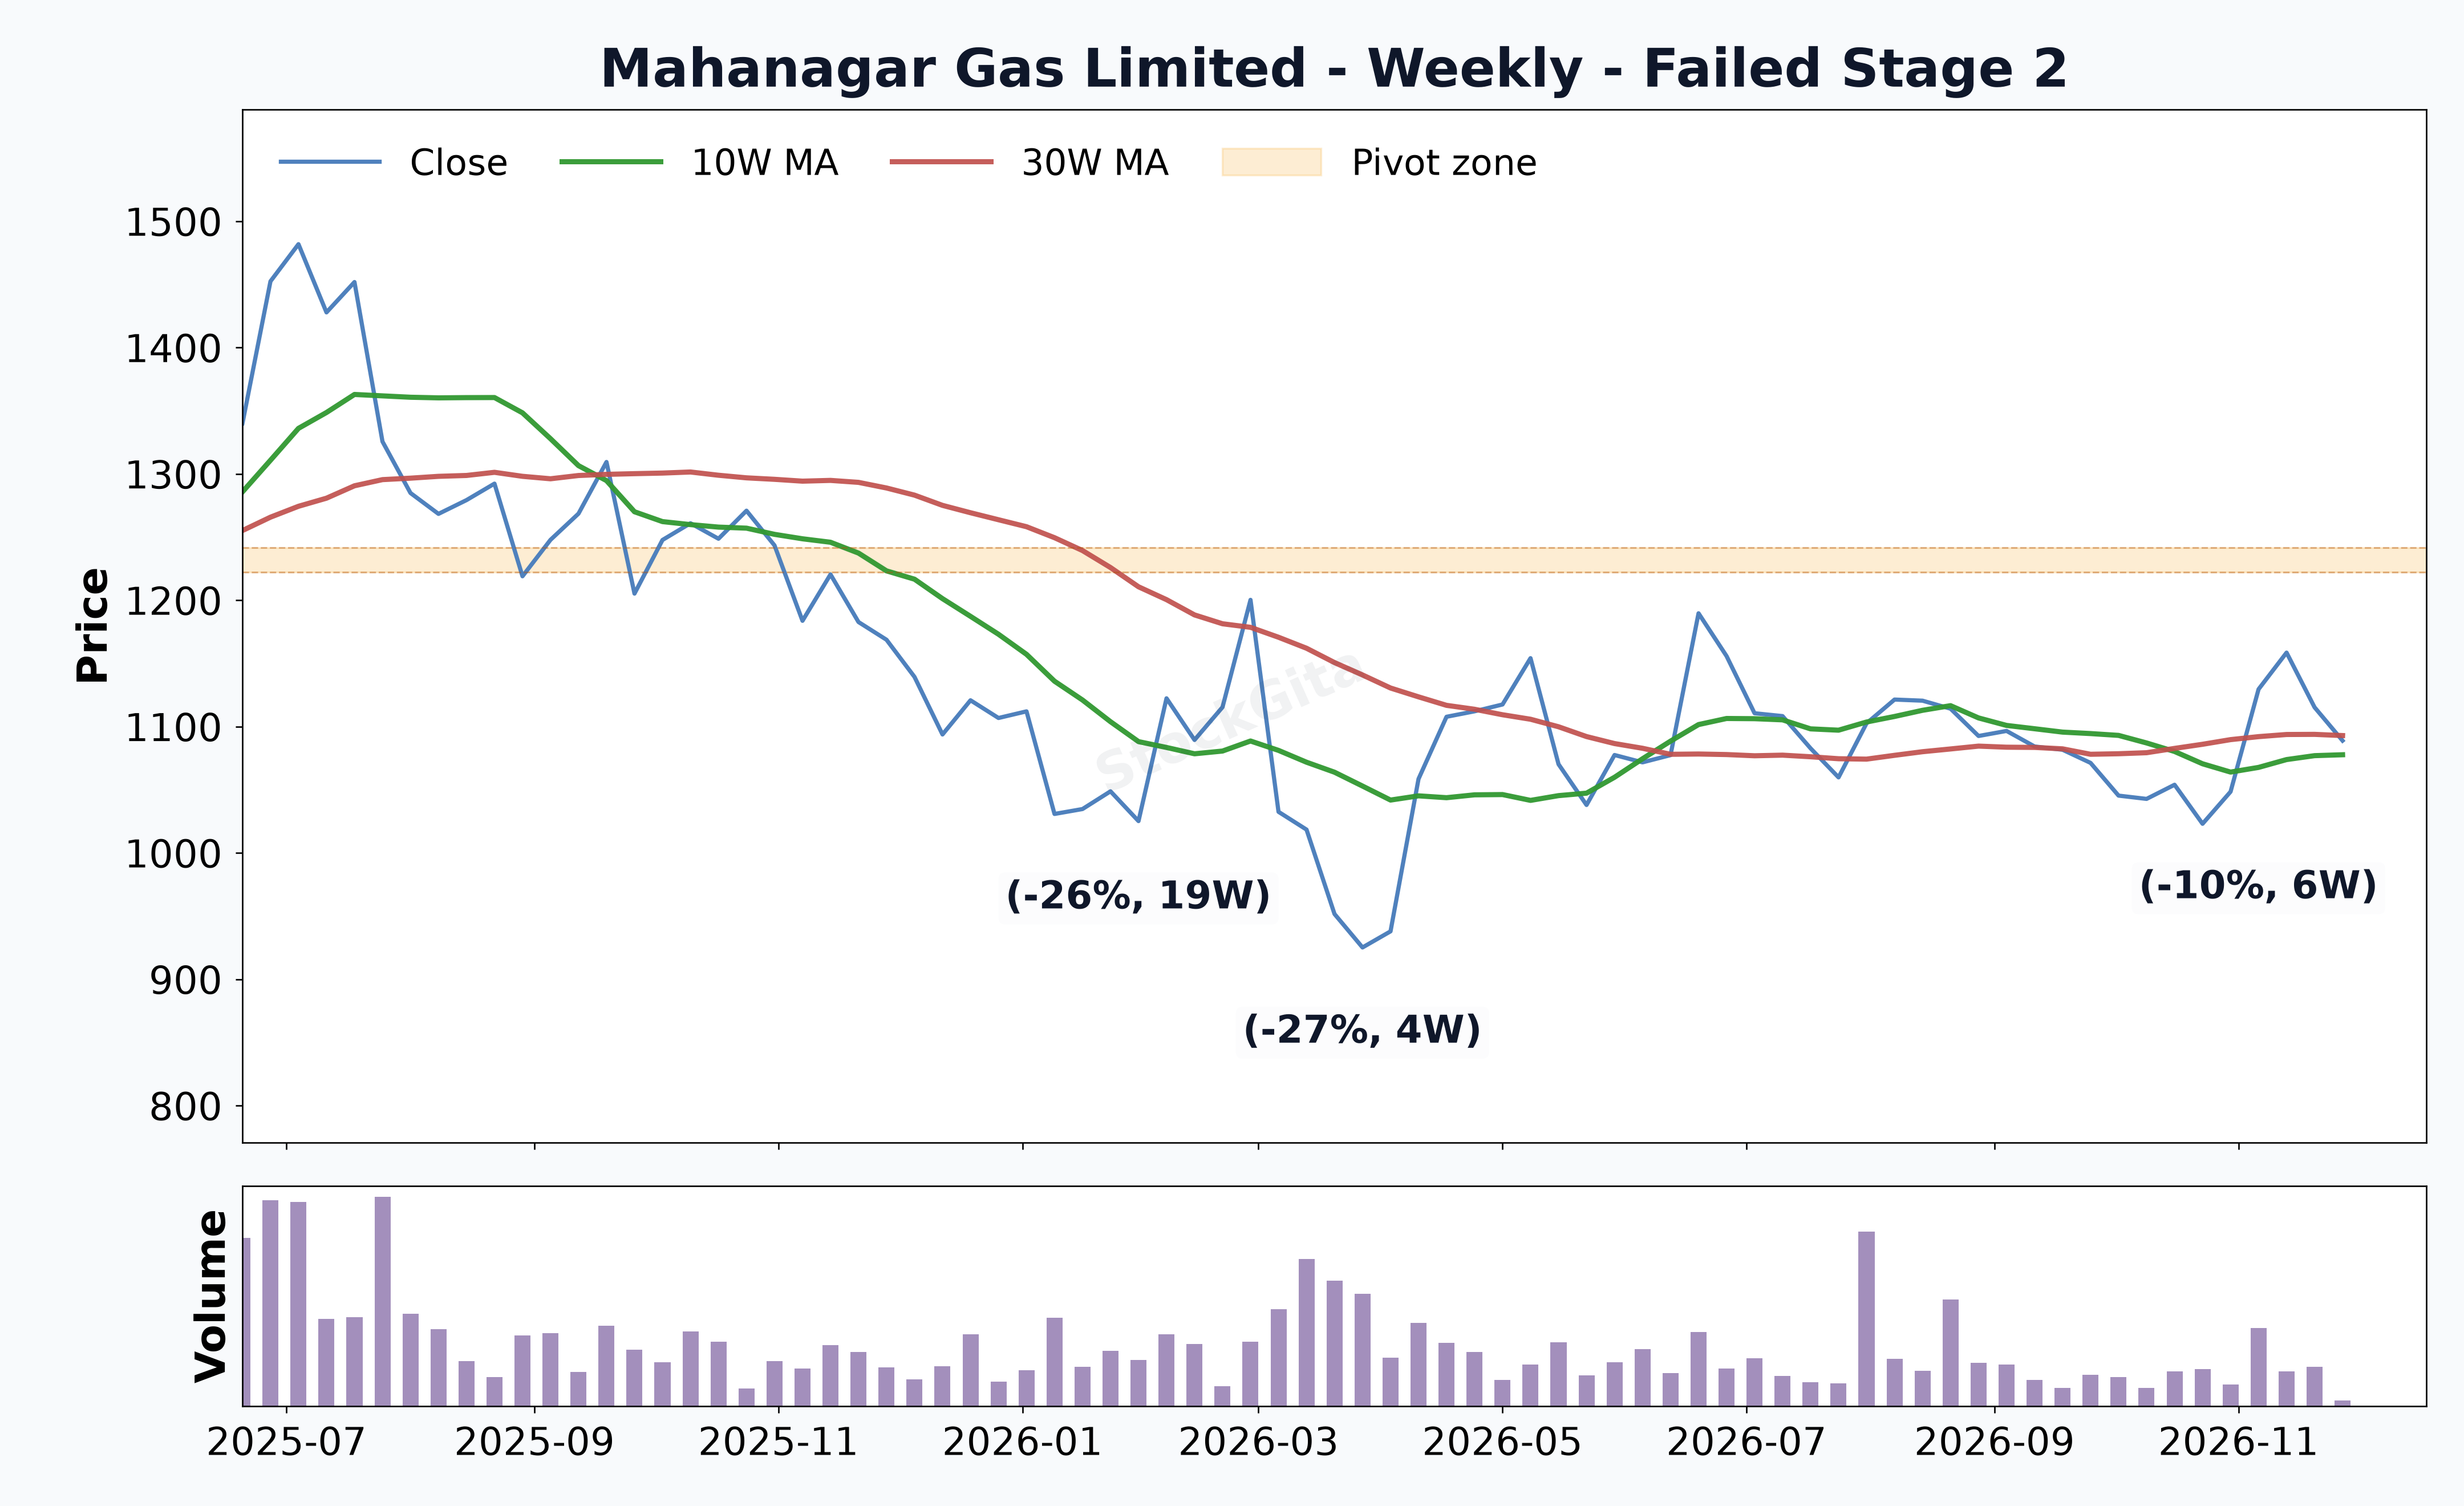 Mahanagar Gas Limited - Weekly - Failed Stage 2
Close 10W MA 30W MA Pivot zone
1500
1400
1300
1200
1100
1000
900
800
Price
StockGita
(-26%, 19W)
(-27%, 4W)
(-10%, 6W)
Volume
2025-07 2025-09 2025-11 2026-01 2026-03 2026-05 2026-07 2026-09 2026-11